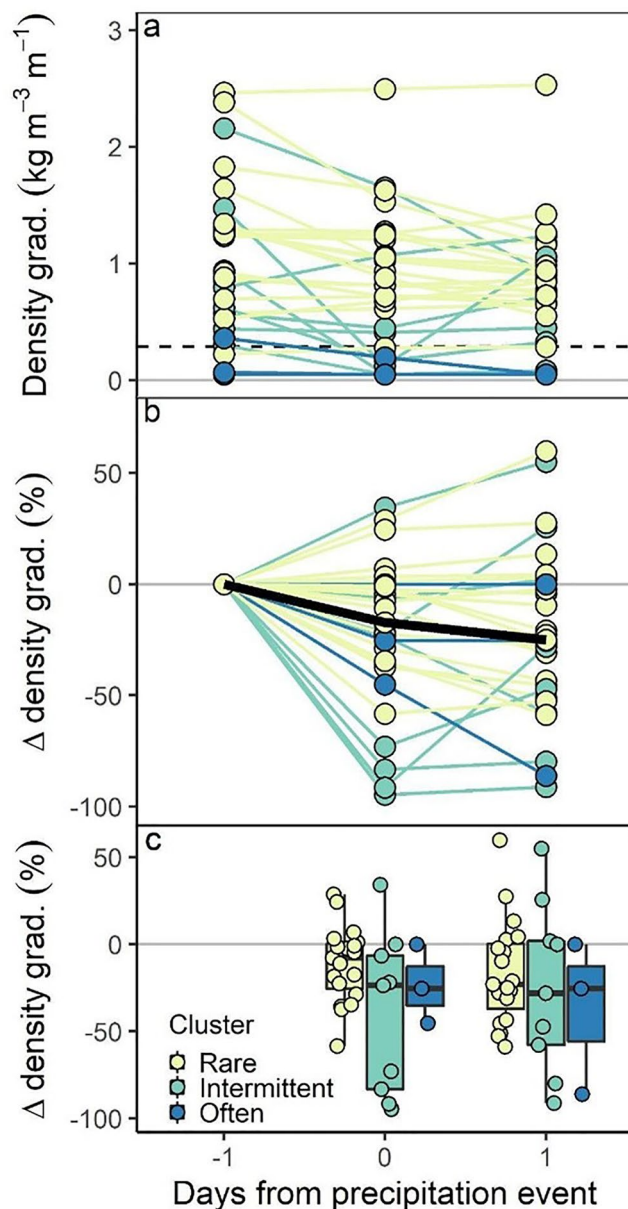 a
Density grad. (kg m⁻³ m⁻¹)
3
2
1
0
b
Δ density grad. (%)
50
0
-50
-100
c
Δ density grad. (%)
50
0
-50
-100
Cluster
Rare
Intermittent
Often
-1 0 1
Days from precipitation event